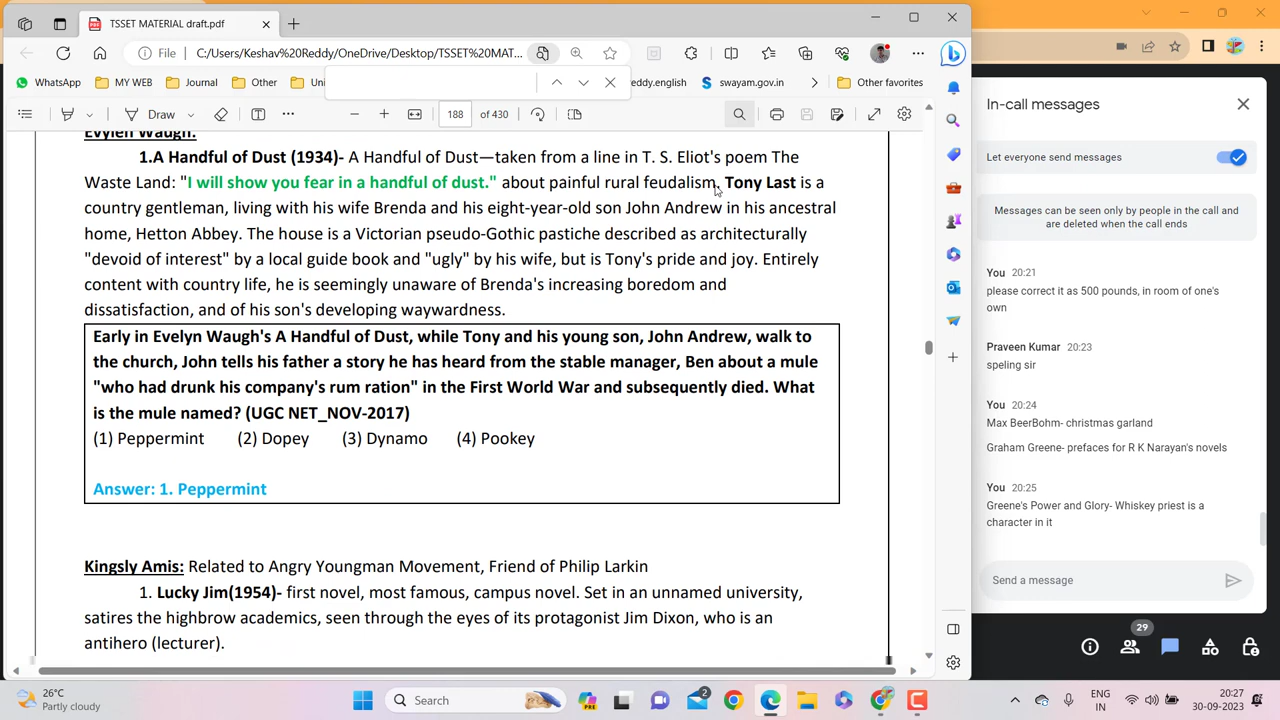 TSSET MATERIAL draft.pdf
File
C:/Users/Keshav%20Reddy/OneDrive/Desktop/TSSET%20MAT...
WhatsApp
MY WEB
Journal
Other
Un
eddy.english
swayam.gov.in
Other favorites
Draw
188
of 430
Evylen Waugh:
1.A Handful of Dust (1934)- A Handful of Dust—taken from a line in T. S. Eliot's poem The
Waste Land: "I will show you fear in a handful of dust." about painful rural feudalism. Tony Last is a
country gentleman, living with his wife Brenda and his eight-year-old son John Andrew in his ancestral
home, Hetton Abbey. The house is a Victorian pseudo-Gothic pastiche described as architecturally
"devoid of interest" by a local guide book and "ugly" by his wife, but is Tony's pride and joy. Entirely
content with country life, he is seemingly unaware of Brenda's increasing boredom and
dissatisfaction, and of his son's developing waywardness.
Early in Evelyn Waugh's A Handful of Dust, while Tony and his young son, John Andrew, walk to
the church, John tells his father a story he has heard from the stable manager, Ben about a mule
"who had drunk his company's rum ration" in the First World War and subsequently died. What
is the mule named? (UGC NET_NOV-2017)
(1) Peppermint (2) Dopey (3) Dynamo (4) Pookey
Answer: 1. Peppermint
Kingsly Amis: Related to Angry Youngman Movement, Friend of Philip Larkin
1. Lucky Jim(1954)- first novel, most famous, campus novel. Set in an unnamed university,
satires the highbrow academics, seen through the eyes of its protagonist Jim Dixon, who is an
antihero (lecturer).
In-call messages
Let everyone send messages
Messages can be seen only by people in the call and
are deleted when the call ends
You 20:21
please correct it as 500 pounds, in room of one's
own
Praveen Kumar 20:23
speling sir
You 20:24
Max BeerBohm- christmas garland
Graham Greene- prefaces for R K Narayan's novels
You 20:25
Greene's Power and Glory- Whiskey priest is a
character in it
Send a message
29
26°C
Partly cloudy
Search
PRE
2
ENG
IN
20:27
30-09-2023